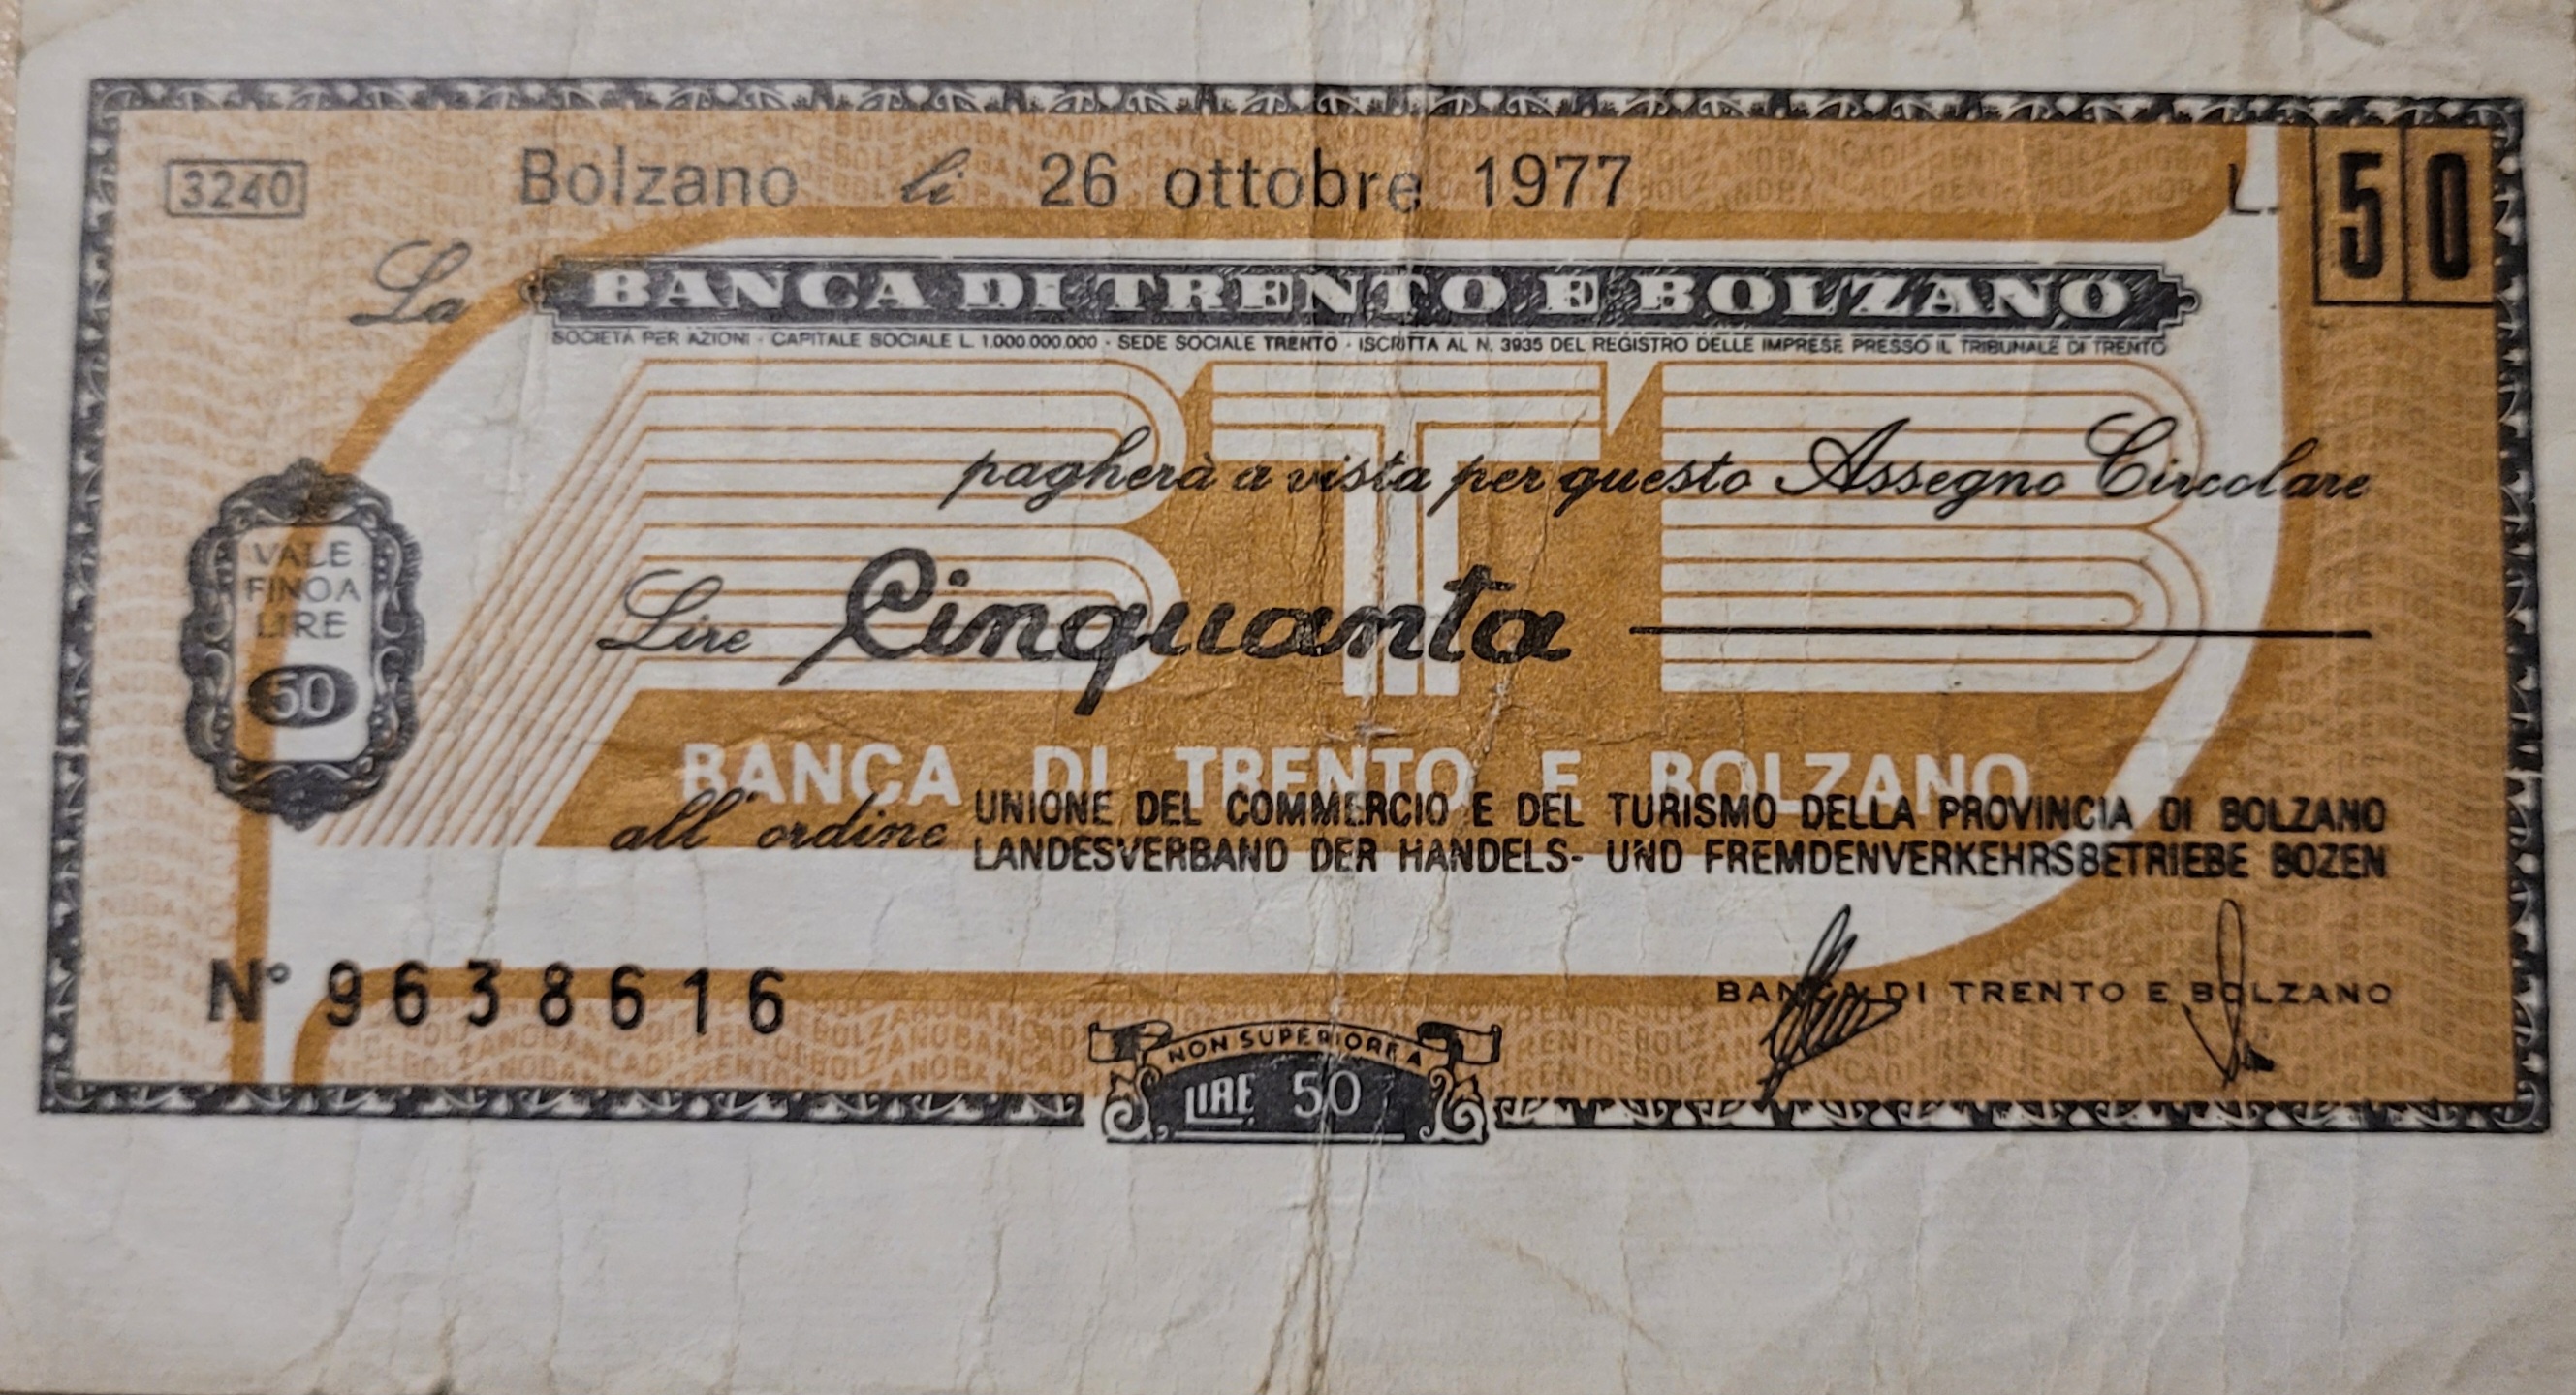 3240 Bolzano li 26 ottobre 1977 L. 50
La BANCA DI TRENTO E BOLZANO
SOCIETÀ PER AZIONI - CAPITALE SOCIALE L. 1.000.000.000 - SEDE SOCIALE TRENTO - ISCRITTA AL N. 3935 DEL REGISTRO DELLE IMPRESE PRESSO IL TRIBUNALE DI TRENTO
BTB
pagherà a vista per questo Assegno Circolare
VALE
FINO A
LIRE
50
Lire Cinquanta
BANCA DI TRENTO E BOLZANO
all'ordine UNIONE DEL COMMERCIO E DEL TURISMO DELLA PROVINCIA DI BOLZANO
LANDESVERBAND DER HANDELS- UND FREMDENVERKEHRSBETRIEBE BOZEN
N° 9638616
BANCA DI TRENTO E BOLZANO
NON SUPERIORE A
LIRE 50